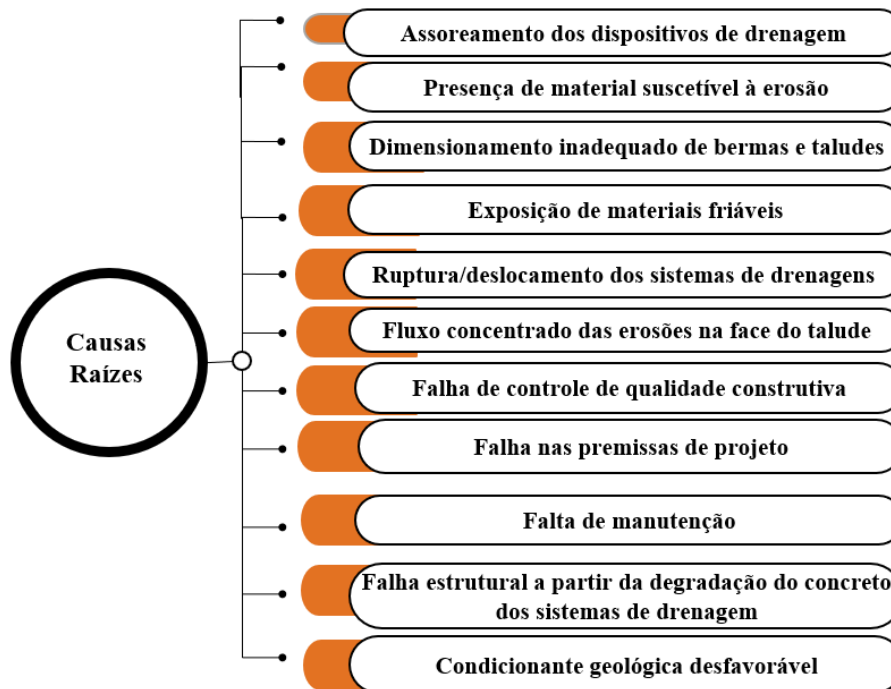 Assoreamento dos dispositivos de drenagem
Presença de material suscetível à erosão
Dimensionamento inadequado de bermas e taludes
Exposição de materiais friáveis
Ruptura/deslocamento dos sistemas de drenagens
Causas
Raízes
Fluxo concentrado das erosões na face do talude
Falha de controle de qualidade construtiva
Falha nas premissas de projeto
Falta de manutenção
Falha estrutural a partir da degradação do concreto
dos sistemas de drenagem
Condicionante geológica desfavorável